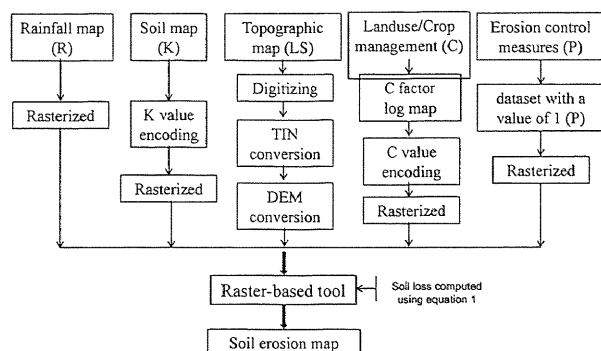 Rainfall map
(R)
Rasterized
Soil map
(K)
K value
encoding
Rasterized
Topographic
map (LS)
Digitizing
TIN
conversion
DEM
conversion
Landuse/Crop
management (C)
C factor
log map
C value
encoding
Rasterized
Erosion control
measures (P)
dataset with a
value of 1 (P)
Rasterized
Raster-based tool
Soil loss computed
using equation 1
Soil erosion map